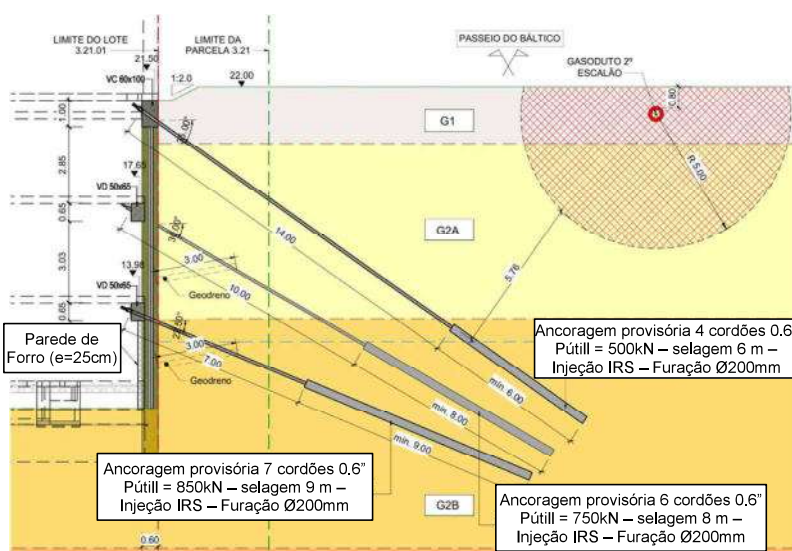 LIMITE DO LOTE
3.21.01
21.50
VC 60x100
LIMITE DA
PARCELA 3.21
1:2.0
22.00
PASSEIO DO BÁLTICO
GASODUTO 2º
ESCALÃO
0.80
G
R 5.00
G1
1.00
2.85
17.65
VD 50x65
0.65
3.03
13.98
VD 50x65
0.65
14.00
G2A
30.00°
3.00
10.00
Geodreno
5.76
3.00
7.00
Geodreno
Parede de
Forro (e=25cm)
Ancoragem provisória 4 cordões 0.6
Pútill = 500kN – selagem 6 m –
Injeção IRS – Furação Ø200mm
min. 6.00
min. 8.00
min. 9.00
Ancoragem provisória 7 cordões 0.6”
Pútill = 850kN – selagem 9 m –
Injeção IRS – Furação Ø200mm
G2B
Ancoragem provisória 6 cordões 0,6”
Pútill = 750kN – selagem 8 m –
Injeção IRS – Furação Ø200mm
0.60